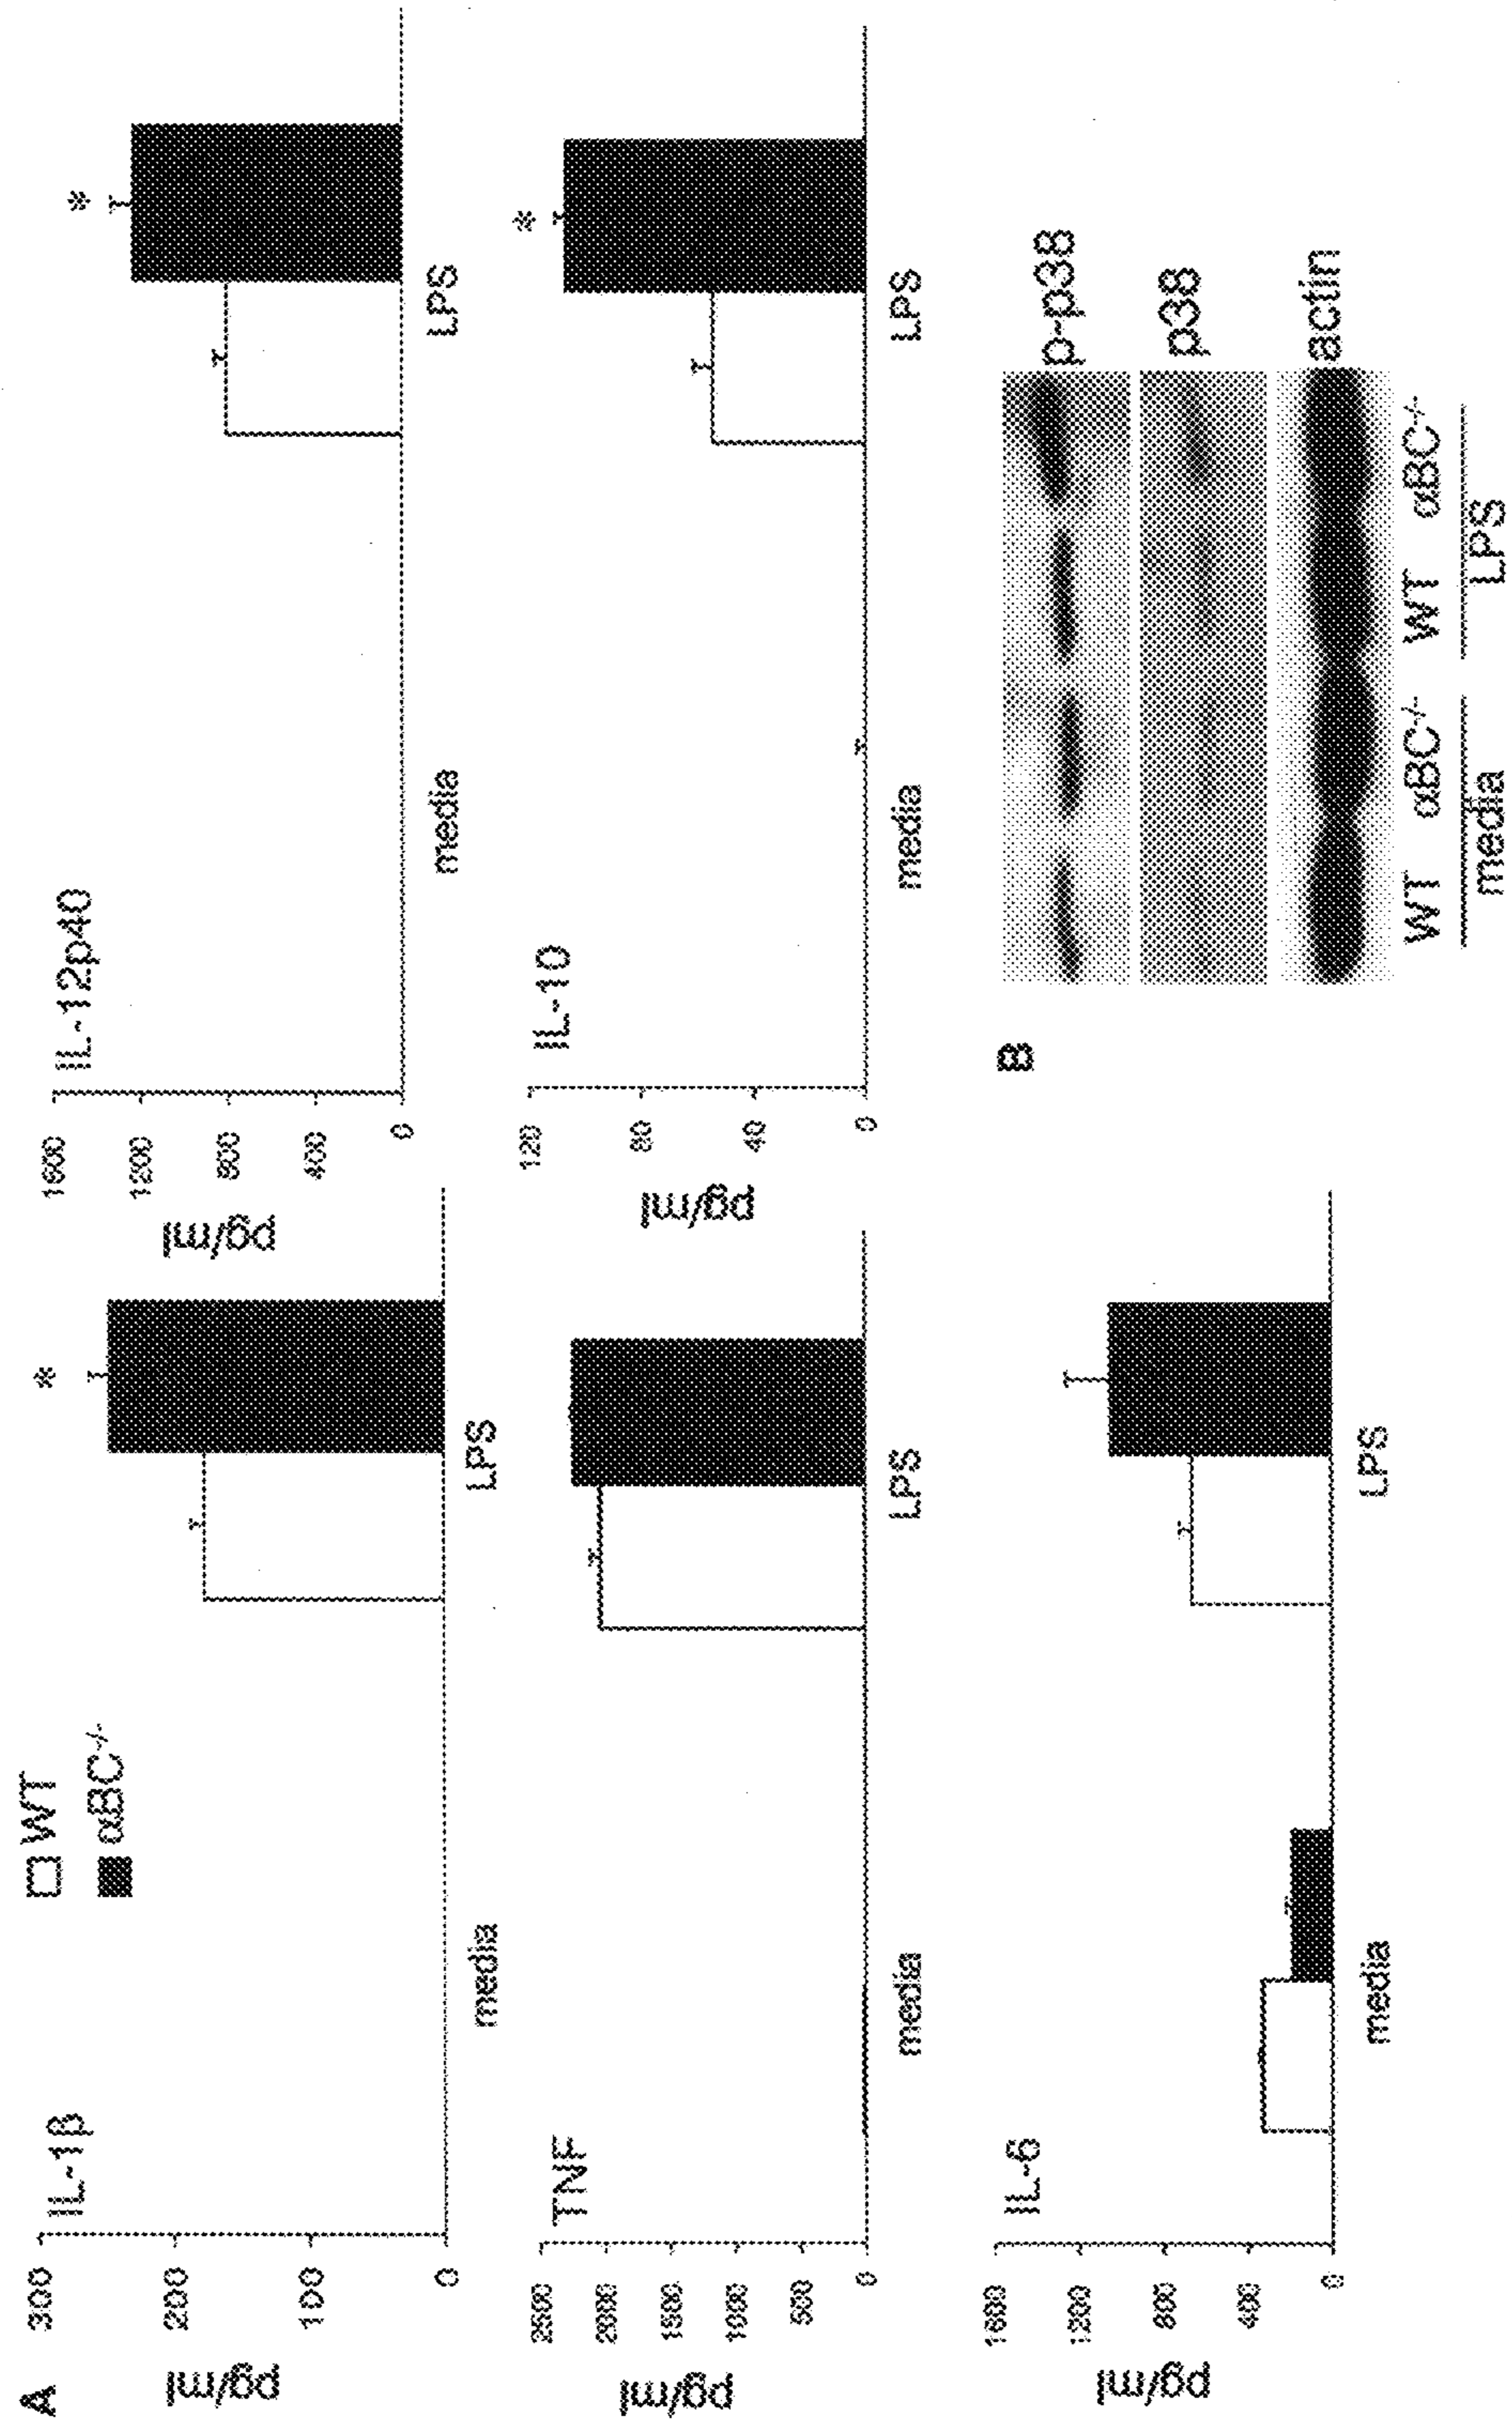 A
IL-1β
□ WT
■ αBC-/-
pg/ml
300
200
100
0
media
LPS
*
IL-12p40
pg/ml
1600
1200
800
400
0
media
LPS
*
TNF
pg/ml
2500
2000
1500
1000
500
0
media
LPS
IL-10
pg/ml
120
80
40
0
media
LPS
*
IL-6
pg/ml
1600
1200
800
400
0
media
LPS
B
p-p38
p38
actin
WT αBC-/- WT αBC-/-
media LPS